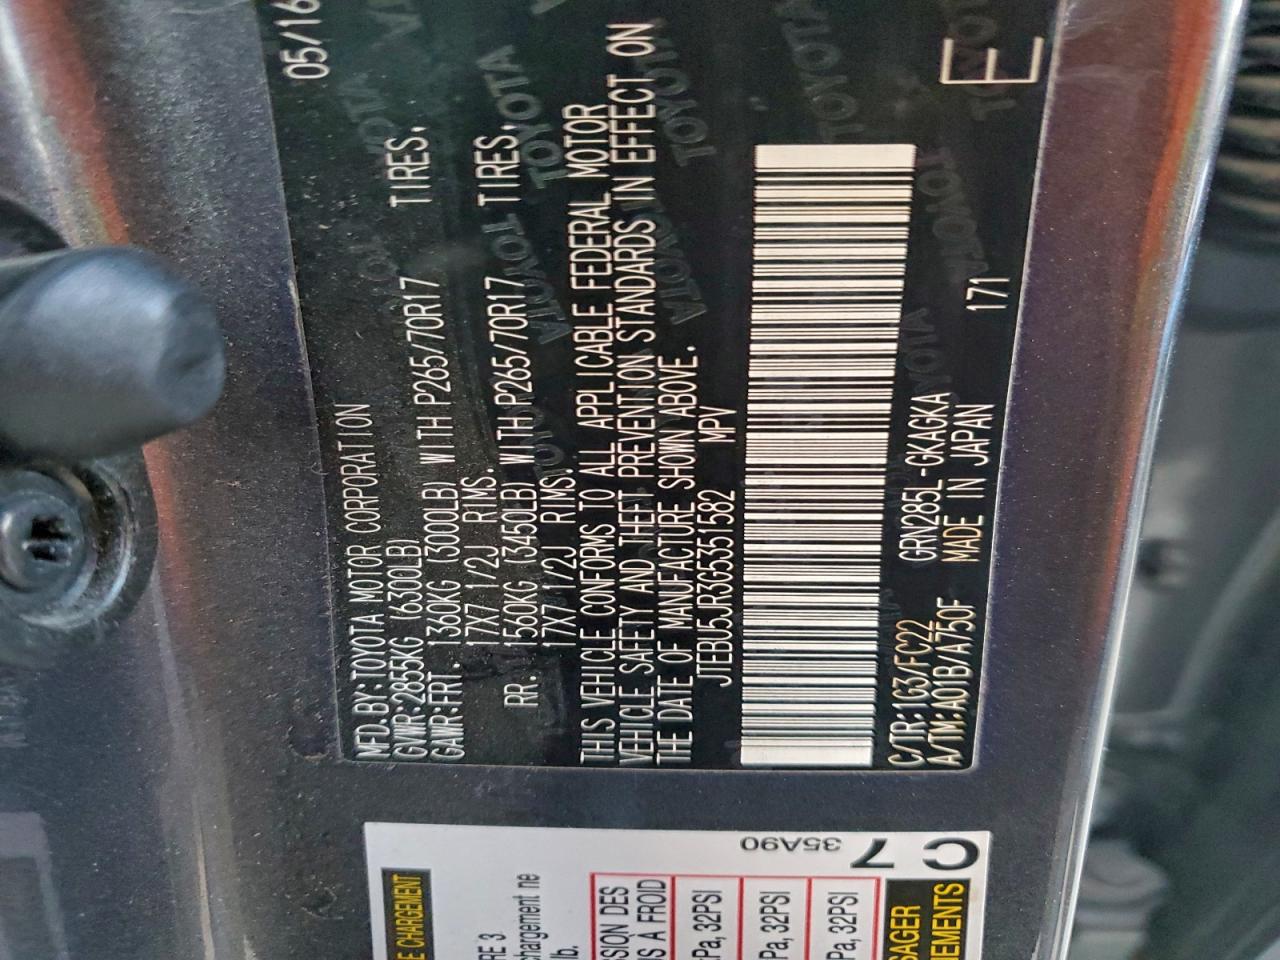 MFD.BY:TOYOTA MOTOR CORPORATION 05/16
GVWR:2855KG (6300LB)
GAWR:FRT. 1360KG (3000LB) WITH P265/70R17 TIRES.
17X7 1/2J RIMS.
RR. 1560KG (3450LB) WITH P265/70R17 TIRES.
17X7 1/2J RIMS.
THIS VEHICLE CONFORMS TO ALL APPLICABLE FEDERAL MOTOR
VEHICLE SAFETY AND THEFT PREVENTION STANDARDS IN EFFECT ON
THE DATE OF MANUFACTURE SHOWN ABOVE.
JTEBU5JR3G5351582 MPV
C/TR:1G3/FC22 GRN285L-GKAGKA 171
A/TM:A01B/A750F MADE IN JAPAN
E
TOYOTA
C 7
35A90
E CHARGEMENT
RE 3
chargement ne
lb.
SSION DES
S À FROID
Pa, 32PSI
Pa, 32PSI
Pa, 32PSI
SAGER
EMENTS